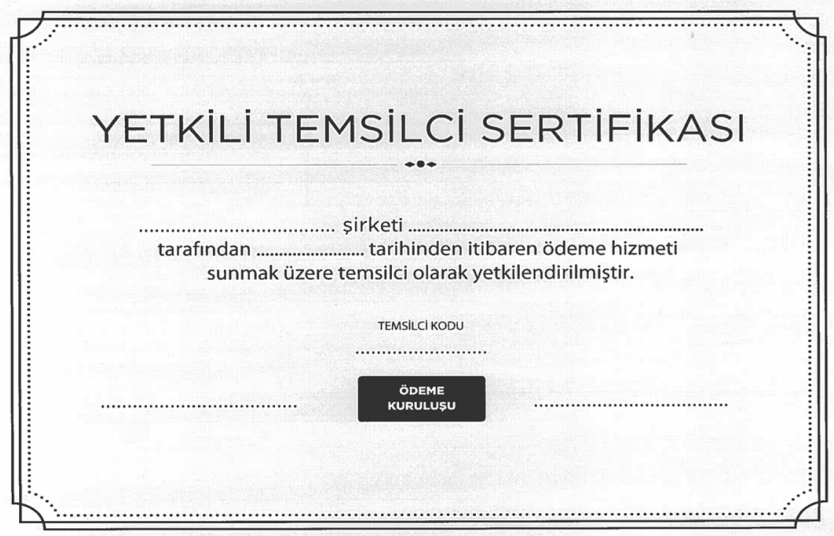 YETKİLİ TEMSİLCİ SERTİFİKASI
........................................ şirketi ............................................................
tarafından ........................ tarihinden itibaren ödeme hizmeti
sunmak üzere temsilci olarak yetkilendirilmiştir.
TEMSİLCİ KODU
............................
ÖDEME
KURULUŞU